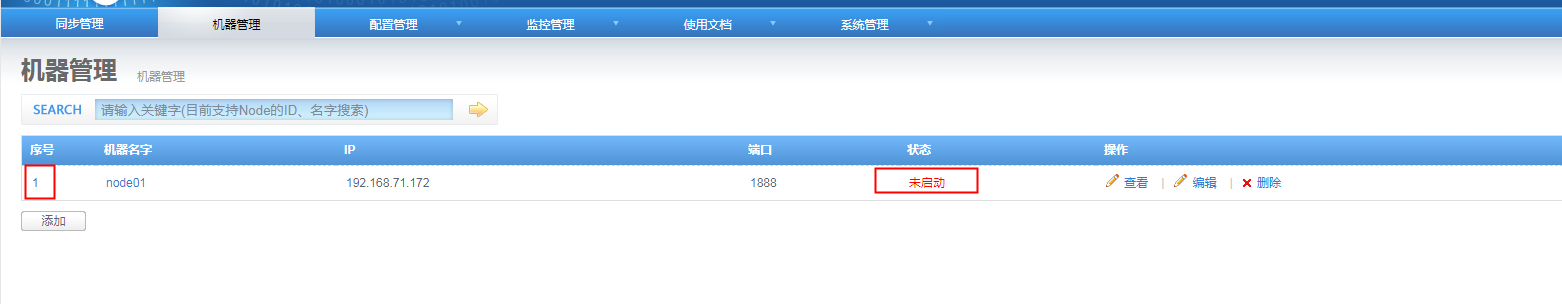 同步管理 机器管理 配置管理 监控管理 使用文档 系统管理
机器管理 机器管理
SEARCH 请输入关键字(目前支持Node的ID、名字搜索)
序号 机器名字 IP 端口 状态 操作
1 node01 192.168.71.172 1888 未启动 查看 | 编辑 | 删除
添加